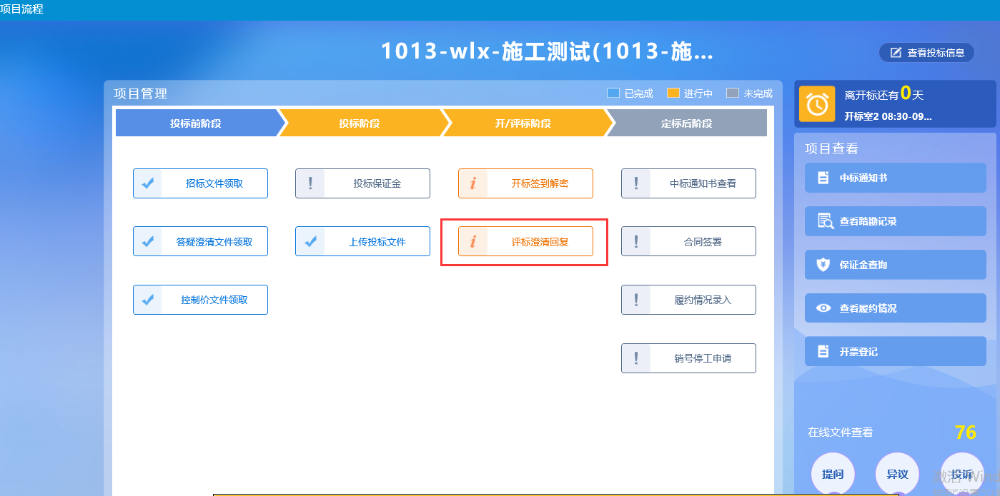 项目流程
1013-wlx-施工测试(1013-施...
查看投标信息
项目管理
已完成
进行中
未完成
投标前阶段
投标阶段
开/评标阶段
定标后阶段
招标文件领取
投标保证金
开标签到解密
中标通知书查看
答疑澄清文件领取
上传投标文件
评标澄清回复
合同签署
控制价文件领取
履约情况录入
销号停工申请
离开标还有0天
开标室2 08:30-09...
项目查看
中标通知书
查看踏勘记录
保证金查询
查看履约情况
开票登记
在线文件查看
76
提问
异议
投诉
激活 Wind